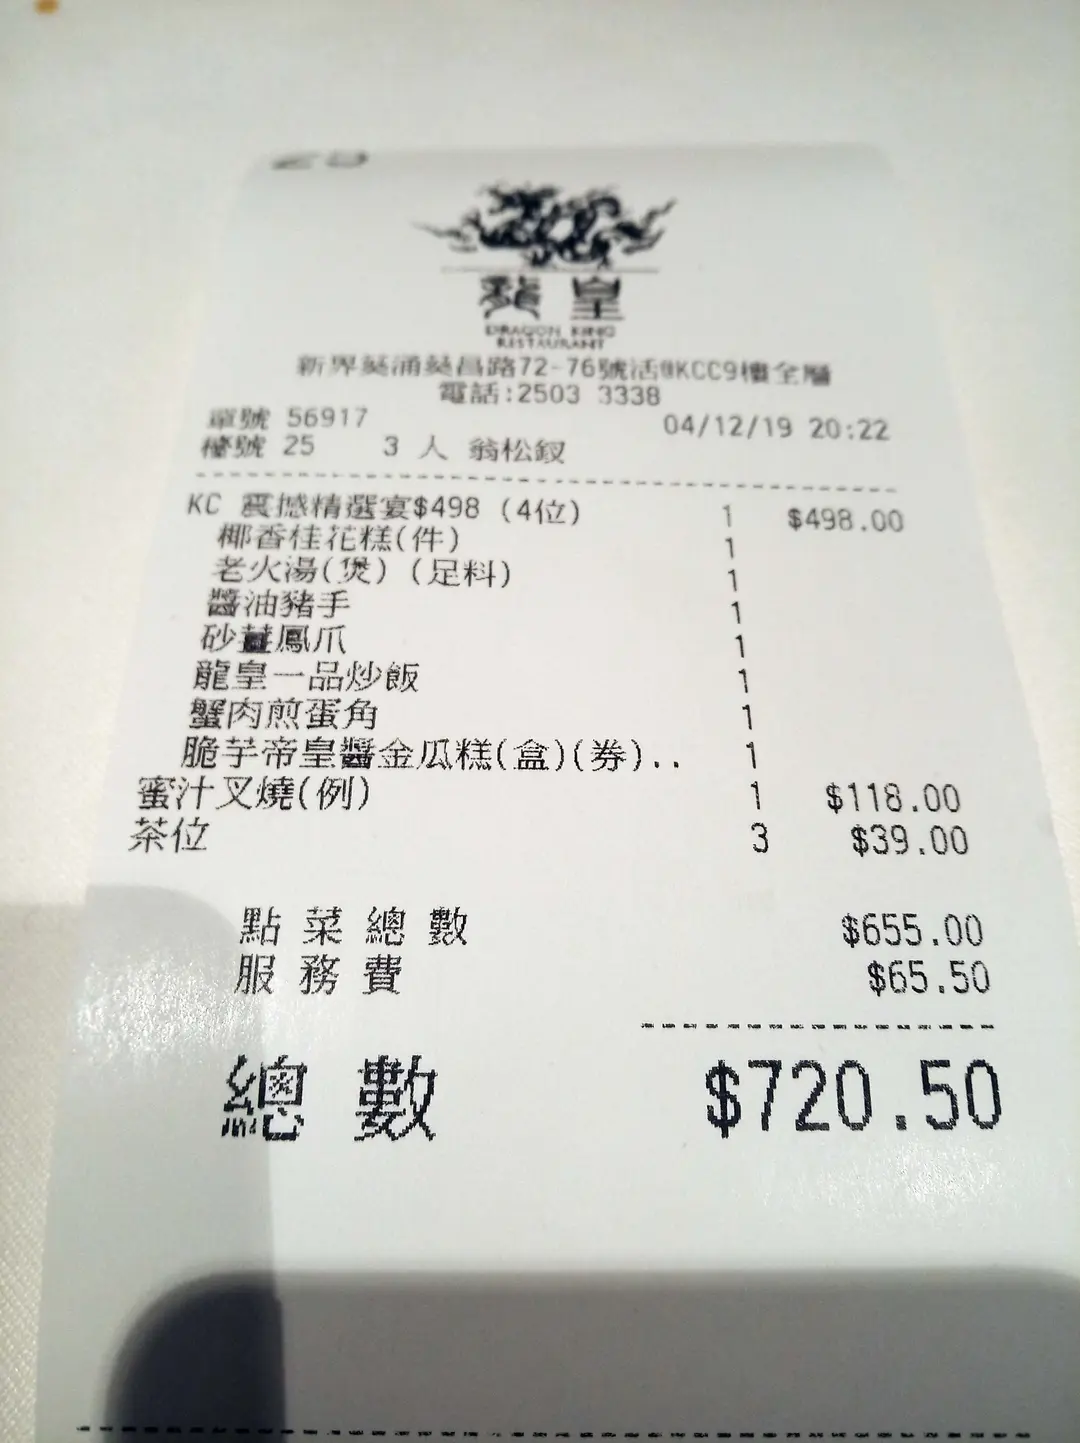 25
龍皇
DRAGON KING
RESTAURANT
新界葵涌葵昌路72-76號活@KCC9樓全層
電話:2503 3338
單號 56917 04/12/19 20:22
檯號 25 3 人 翁松釵
KC 震撼精選宴$498 (4位) 1 $498.00
椰香桂花糕(件) 1
老火湯(煲) (足料) 1
醬油豬手 1
砂薑鳳爪 1
龍皇一品炒飯 1
蟹肉煎蛋角 1
脆芋帝皇醬金瓜糕(盒)(券).. 1
蜜汁叉燒(例) 1 $118.00
茶位 3 $39.00
點菜總數 $655.00
服務費 $65.50
總數 $720.50